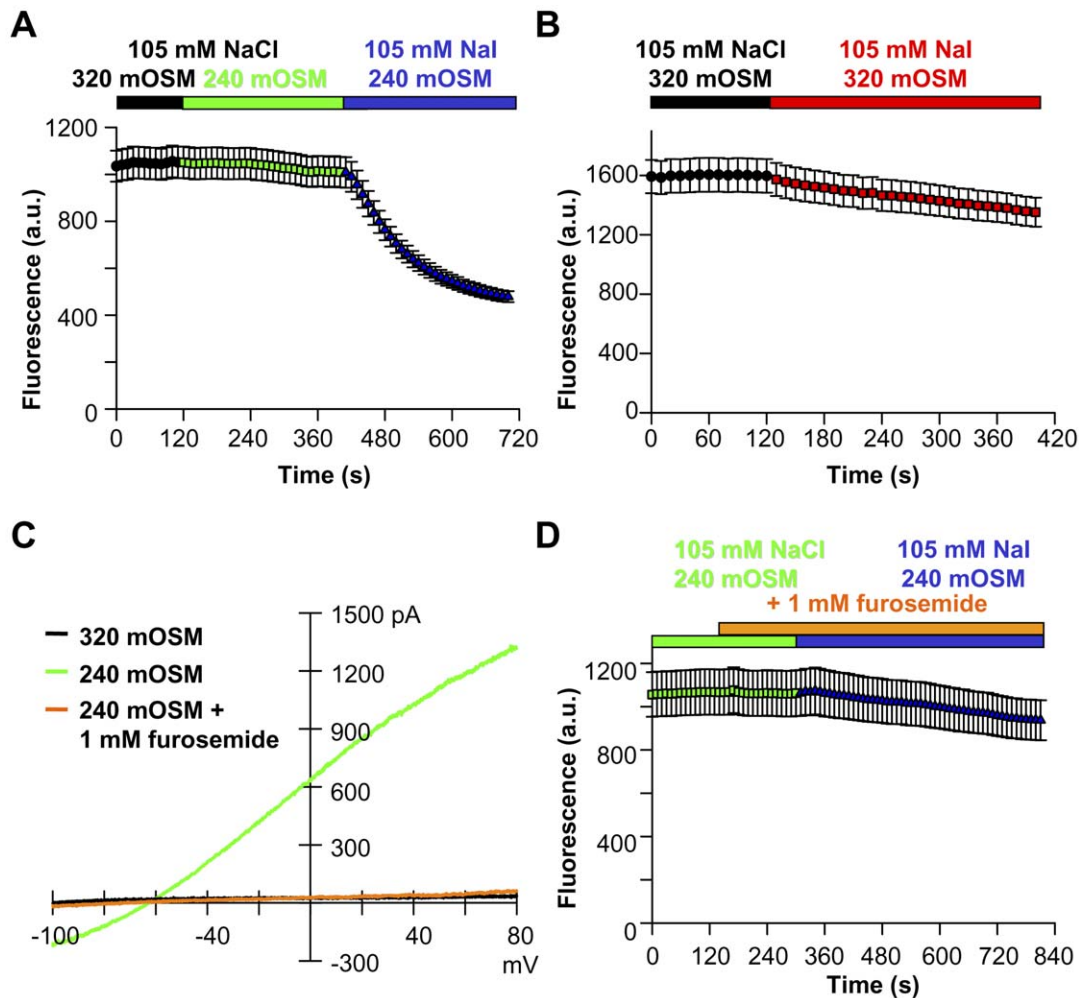 A
105 mM NaCl
105 mM NaI
320 mOSM
240 mOSM
240 mOSM
Fluorescence (a.u.)
1200
1000
800
400
0
0
120
240
360
480
600
720
Time (s)
B
105 mM NaCl
105 mM NaI
320 mOSM
320 mOSM
Fluorescence (a.u.)
1600
1200
800
400
0
0
60
120
180
240
300
360
420
Time (s)
C
320 mOSM
240 mOSM
240 mOSM +
1 mM furosemide
1500 pA
1200
900
600
300
-300
-100
-40
40
80
mV
D
105 mM NaCl
105 mM NaI
240 mOSM
240 mOSM
+ 1 mM furosemide
Fluorescence (a.u.)
1200
1000
800
400
0
0
120
240
360
480
600
720
840
Time (s)